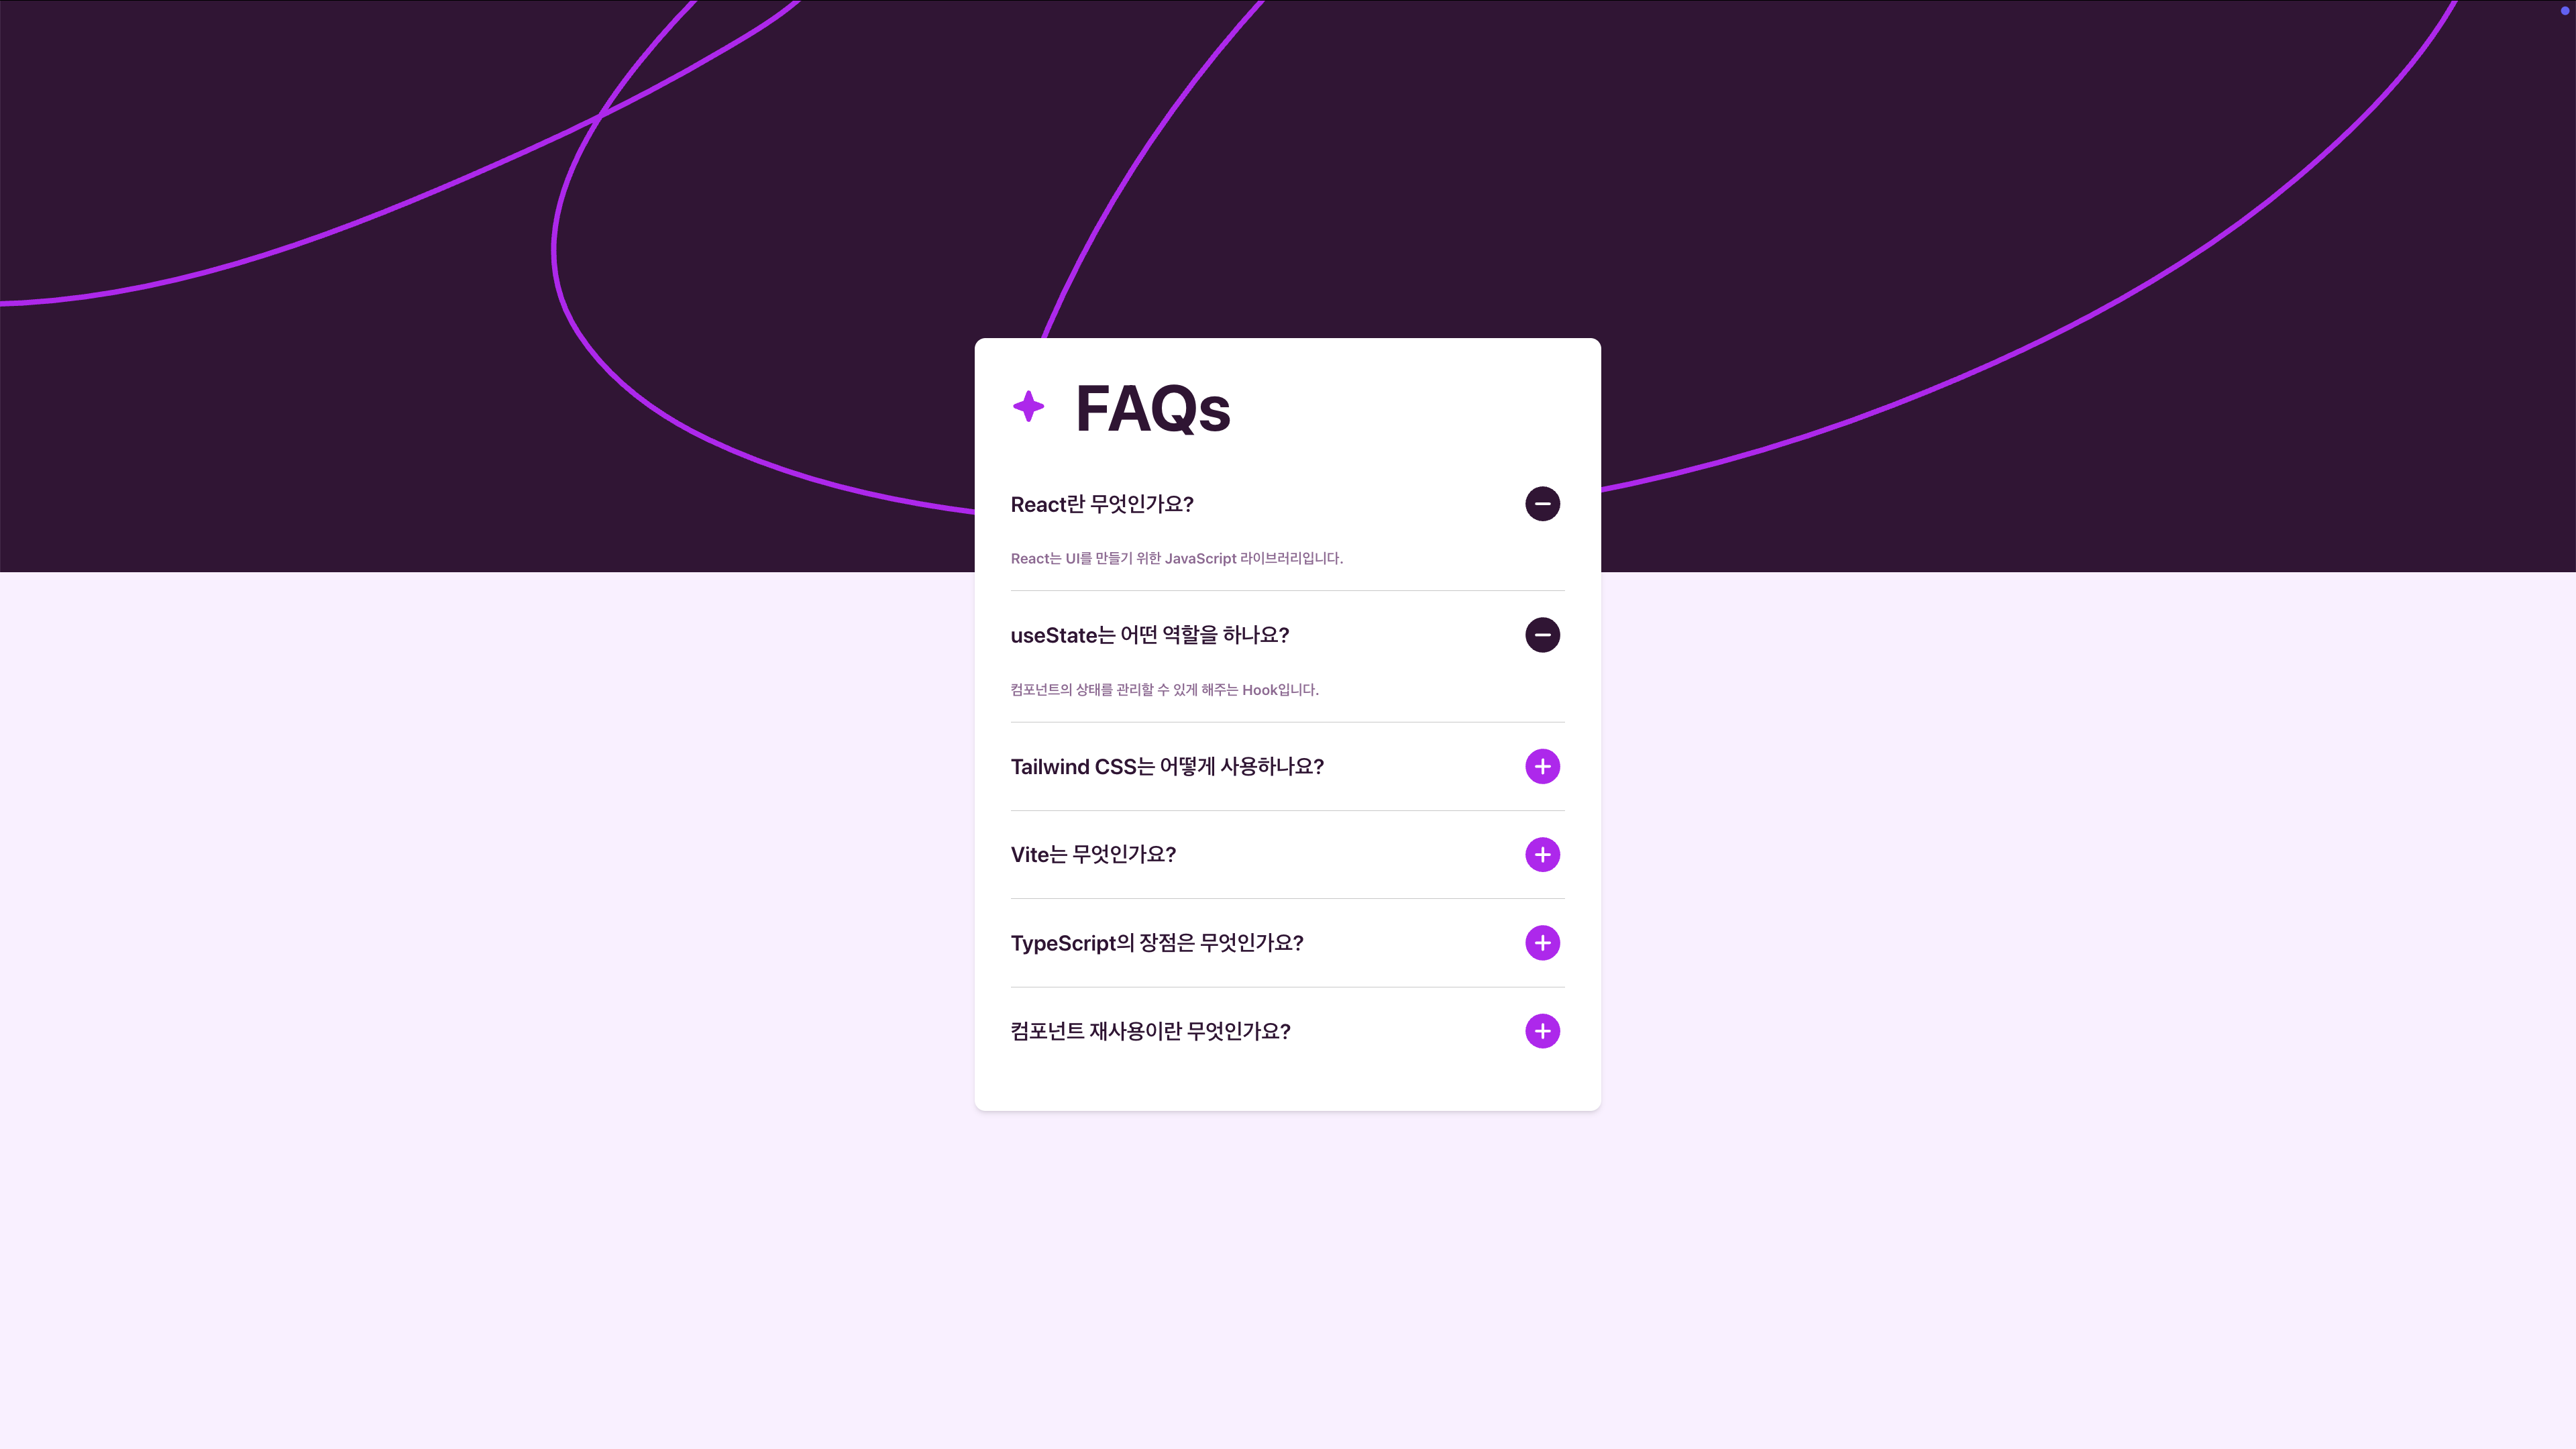 FAQs
React란 무엇인가요?
React는 UI를 만들기 위한 JavaScript 라이브러리입니다.
useState는 어떤 역할을 하나요?
컴포넌트의 상태를 관리할 수 있게 해주는 Hook입니다.
Tailwind CSS는 어떻게 사용하나요?
Vite는 무엇인가요?
TypeScript의 장점은 무엇인가요?
컴포넌트 재사용이란 무엇인가요?